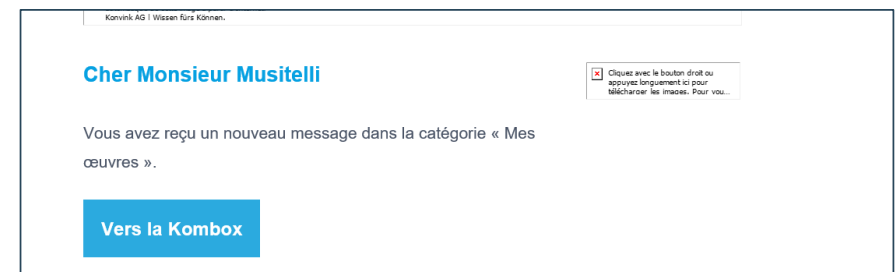 Konvink AG I Wissen fürs Können.
Cher Monsieur Musitelli
Cliquez avec le bouton droit ou
appuyez longuement ici pour
télécharger les images. Pour vou...
Vous avez reçu un nouveau message dans la catégorie « Mes
œuvres ».
Vers la Kombox